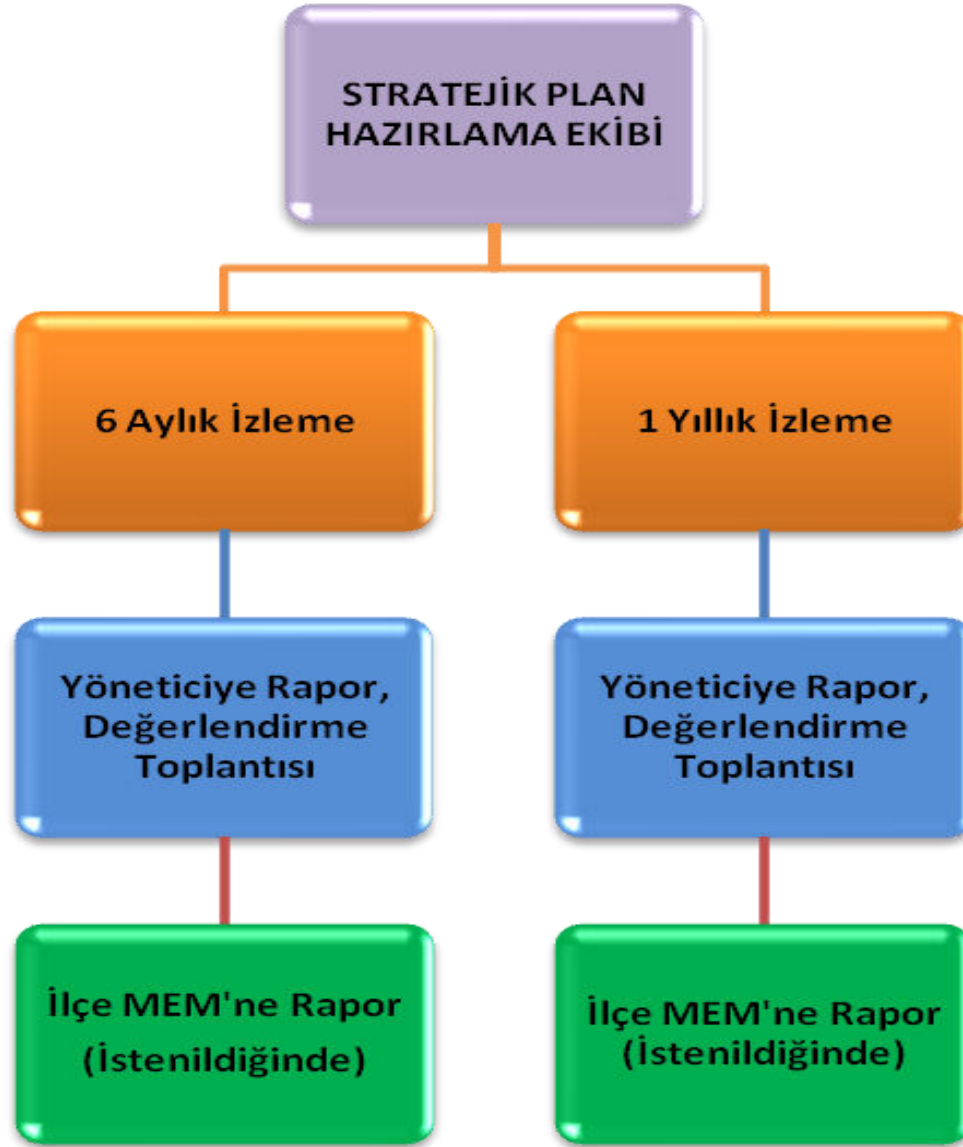 STRATEJİK PLAN
HAZIRLAMA EKİBİ
6 Aylık İzleme
1 Yıllık İzleme
Yöneticiye Rapor,
Değerlendirme
Toplantısı
Yöneticiye Rapor,
Değerlendirme
Toplantısı
İlçe MEM'ne Rapor
(İstenildiğinde)
İlçe MEM'ne Rapor
(İstenildiğinde)